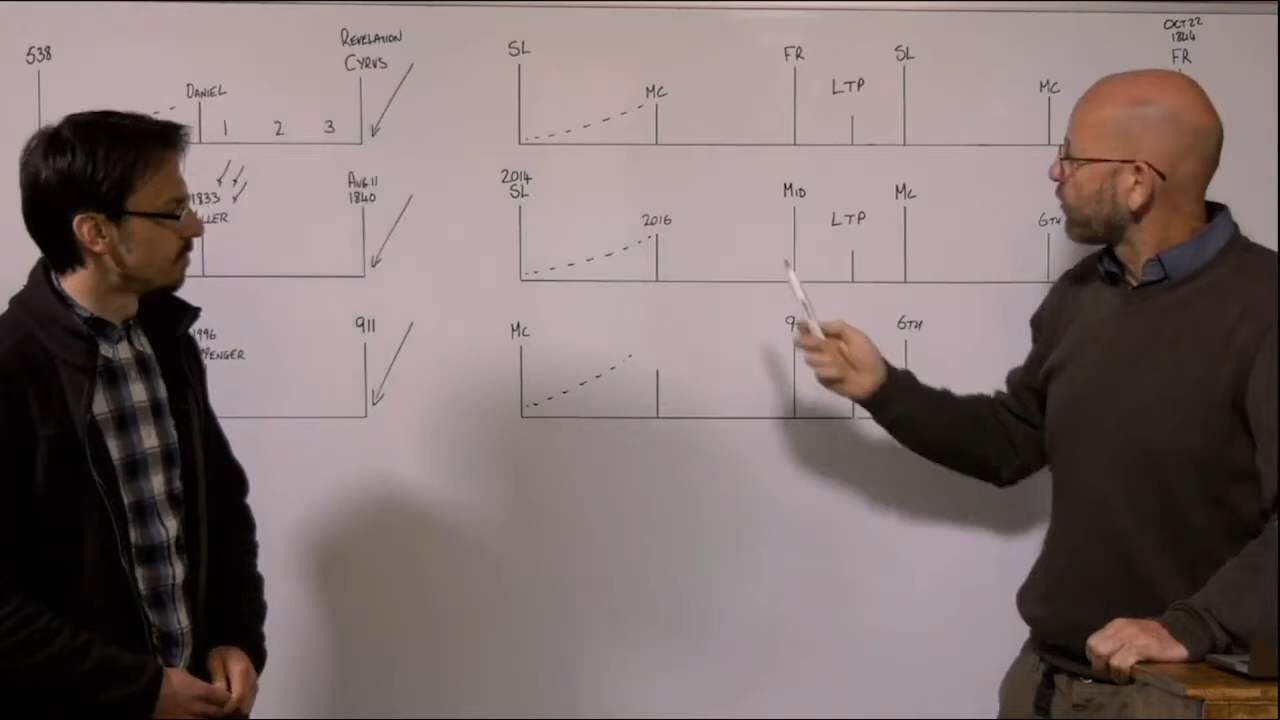 538
DANIEL
1 2 3
REVELATION
CYRUS
SL
MC
FR
LTP
SL
MC
OCT 22
1844
FR
1833
AUG 11
1840
2014
SL
2016
MID
LTP
MC
6TH
1996
911
MC
6TH